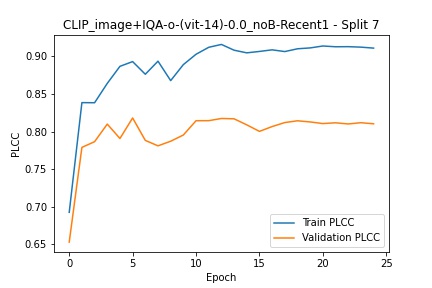 CLIP_image+IQA-o-(vit-14)-0.0_noB-Recent1 - Split 7
0.90
0.85
0.80
0.75
0.70
0.65
PLCC
Train PLCC
Validation PLCC
0
5
10
15
20
25
Epoch